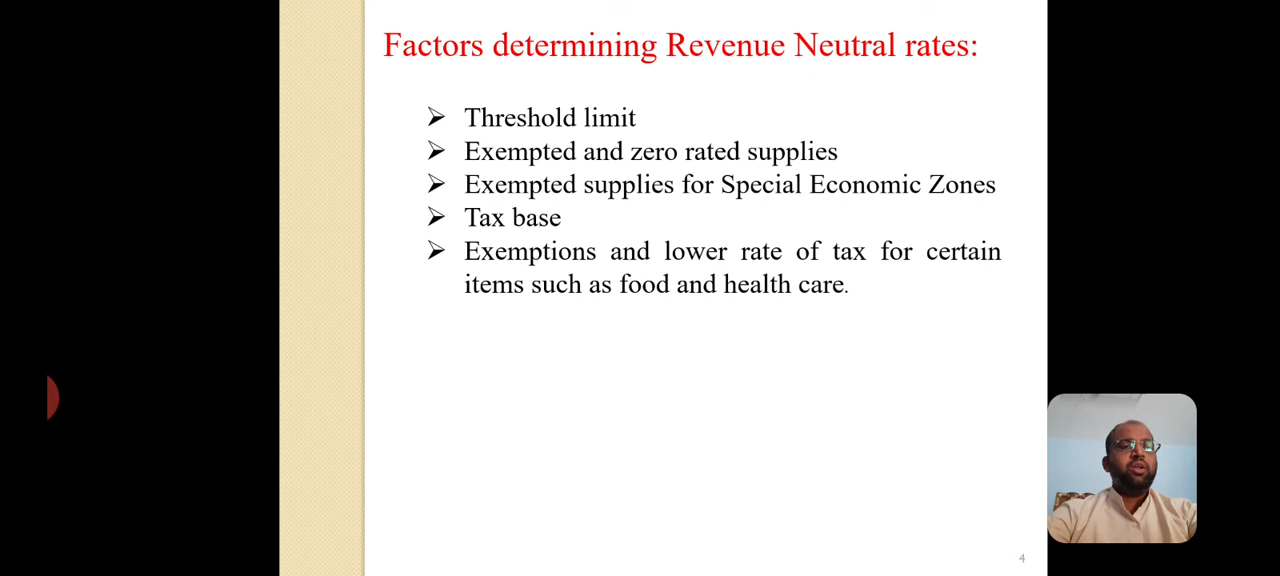 Factors determining Revenue Neutral rates:
➢ Threshold limit
➢ Exempted and zero rated supplies
➢ Exempted supplies for Special Economic Zones
➢ Tax base
➢ Exemptions and lower rate of tax for certain
items such as food and health care.
4